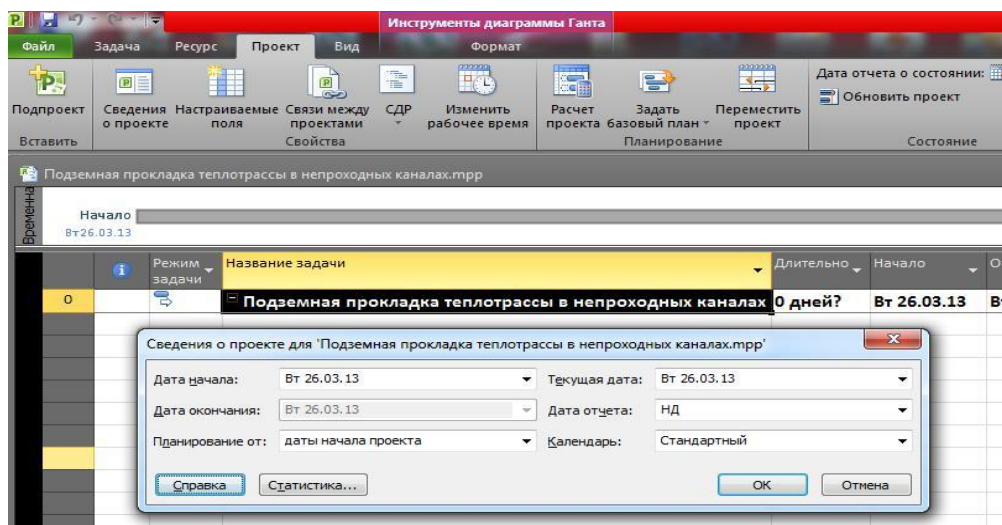 Инструменты диаграммы Ганта
Файл Задача Ресурс Проект Вид Формат
Подпроект Сведения о проекте Настраиваемые поля Связи между проектами СДР Изменить рабочее время Расчет проекта Задать базовый план Переместить проект Дата отчета о состоянии:
Обновить проект
Вставить Свойства Планирование Состояние
Подземная прокладка теплотрассы в непроходных каналах.mpp
Временна
Начало
Вт26.03.13
Режим задачи Название задачи Длительно Начало О
0 Подземная прокладка теплотрассы в непроходных каналах 0 дней? Вт 26.03.13 В
Сведения о проекте для 'Подземная прокладка теплотрассы в непроходных каналах.mpp'
Дата начала: Вт 26.03.13 Текущая дата: Вт 26.03.13
Дата окончания: Вт 26.03.13 Дата отчета: НД
Планирование от: даты начала проекта Календарь: Стандартный
Справка Статистика... ОК Отмена